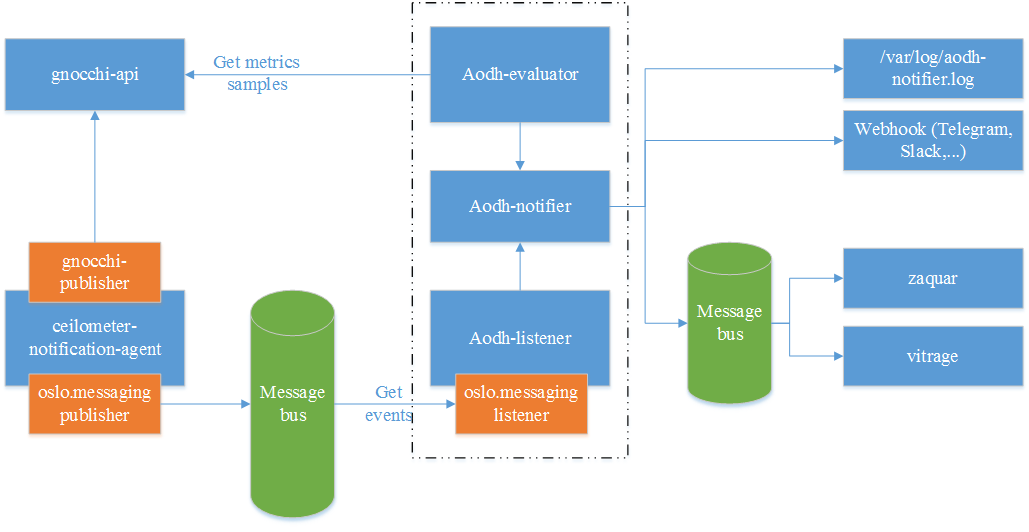 gnocchi-api
Get metrics
samples
Aodh-evaluator
/var/log/aodh-
notifier.log
Webhook (Telegram,
Slack,...)
Aodh-notifier
gnocchi-
publisher
ceilometer-
notification-agent
oslo.messaging
publisher
Message
bus
Get
events
Aodh-listener
oslo.messaging
listener
Message
bus
zaquar
vitrage